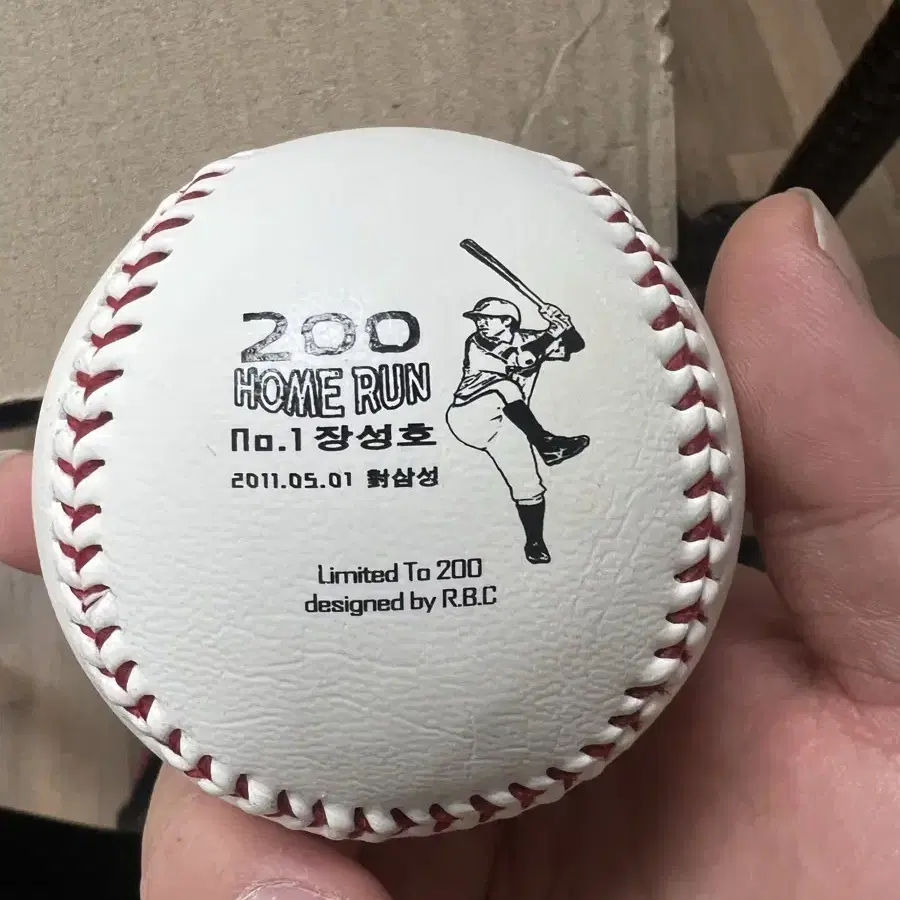 200
HOME RUN
No.1 장성호
2011.05.01 對삼성
Limited To 200
designed by R.B.C